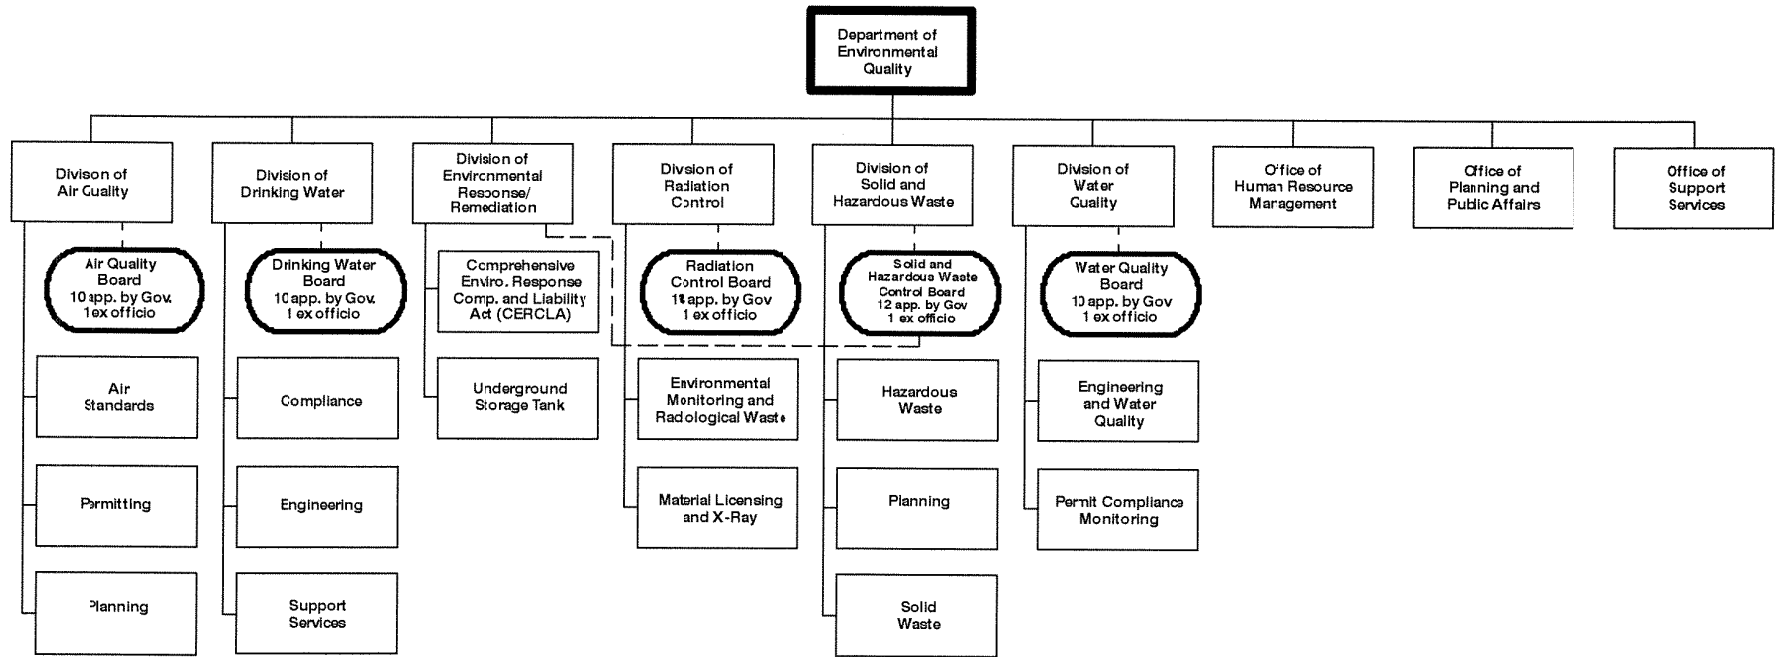 Department of
Environmental
Quality
Division of
Air Quality
Division of
Drinking Water
Division of
Environmental
Response/
Remediation
Division of
Radiation
Control
Division of
Solid and
Hazardous Waste
Division of
Water
Quality
Office of
Human Resource
Management
Office of
Planning and
Public Affairs
Office of
Support
Services
Air Quality
Board
10 app. by Gov.
1 ex officio
Drinking Water
Board
10 app. by Gov.
1 ex officio
Comprehensive
Enviro. Response
Comp. and Liability
Act (CERCLA)
Radiation
Control Board
app. by Gov
1 ex officio
Solid and
Hazardous Waste
Control Board
12 app. by Gov
1 ex officio
Water Quality
Board
10 app. by Gov
1 ex officio
Air
Standards
Compliance
Underground
Storage Tank
Environmental
Monitoring and
Radological Waste
Hazardous
Waste
Engineering
and Water
Quality
Permitting
Engineering
Material Licensing
and X-Ray
Planning
Permit Compliance
Monitoring
Planning
Support
Services
Solid
Waste